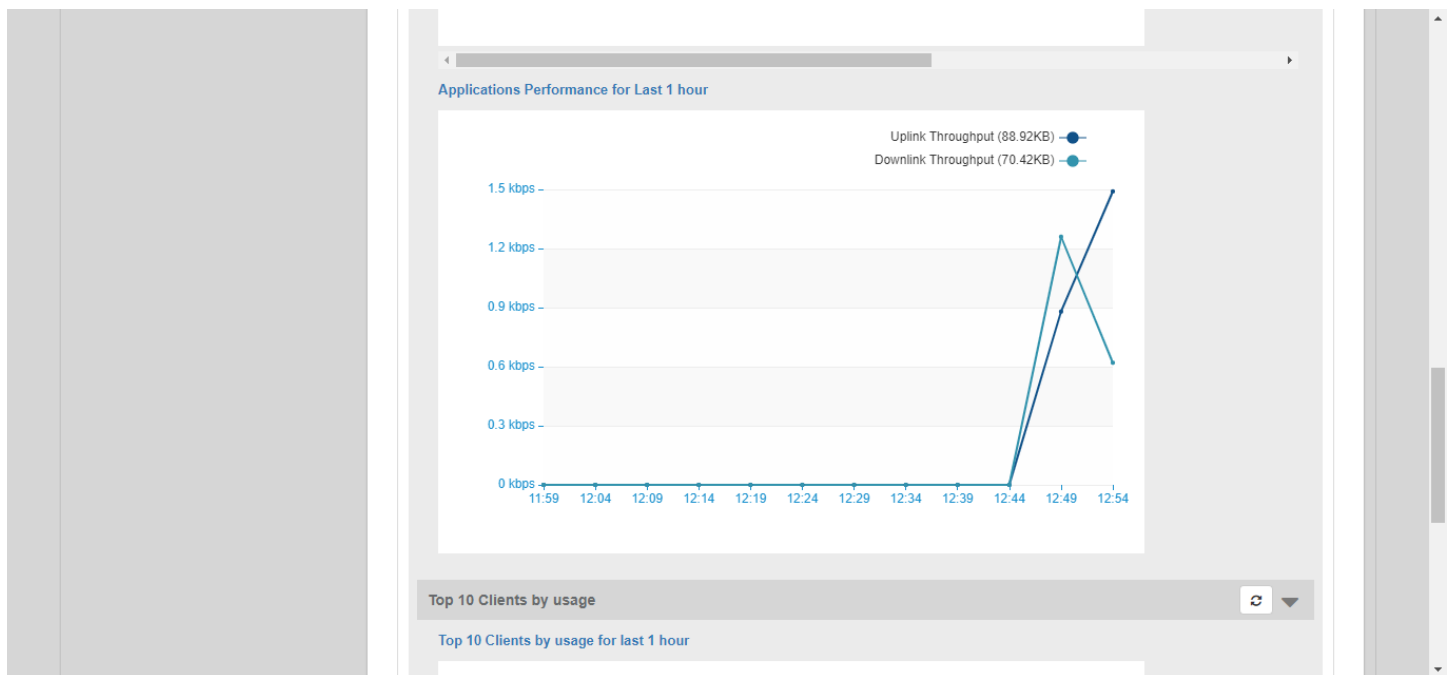 Applications Performance for Last 1 hour
Uplink Throughput (88.92KB)
Downlink Throughput (70.42KB)
1.5 kbps
1.2 kbps
0.9 kbps
0.6 kbps
0.3 kbps
0 kbps
11:59 12:04 12:09 12:14 12:19 12:24 12:29 12:34 12:39 12:44 12:49 12:54
Top 10 Clients by usage
Top 10 Clients by usage for last 1 hour